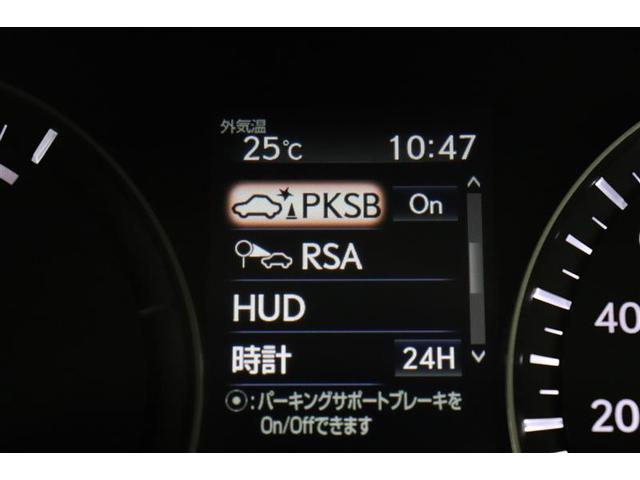 外気温
25℃ 10:47
PKSB On
RSA
HUD
時計 24H
:パーキングサポートブレーキを
On/Offできます
40
20